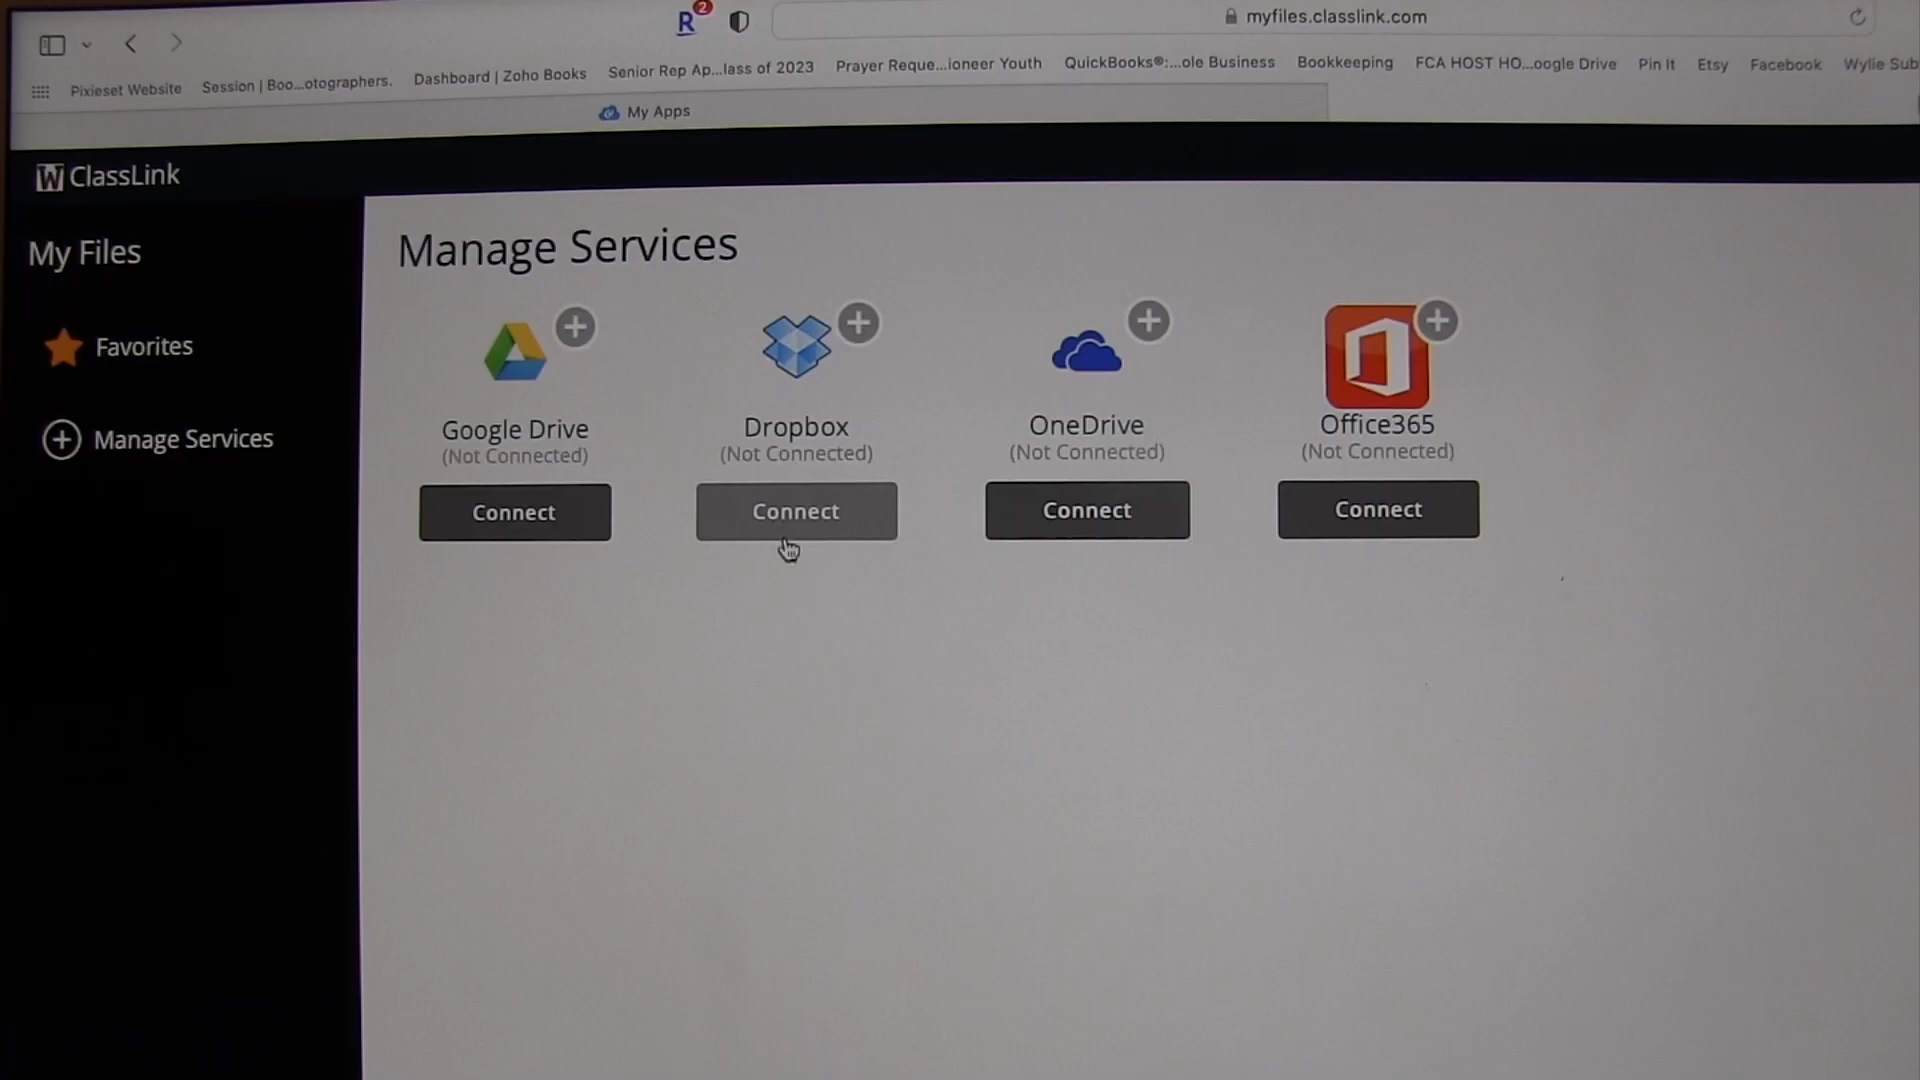 R 2
myfiles.classlink.com
Pixieset Website Session | Boo...otographers. Dashboard | Zoho Books Senior Rep Ap...lass of 2023 Prayer Reque...ioneer Youth QuickBooks®:...ole Business Bookkeeping FCA HOST HO...oogle Drive Pin It Etsy Facebook Wylie Sub
My Apps
W ClassLink
My Files
Favorites
Manage Services
Manage Services
Google Drive Dropbox OneDrive Office365
(Not Connected) (Not Connected) (Not Connected) (Not Connected)
Connect Connect Connect Connect